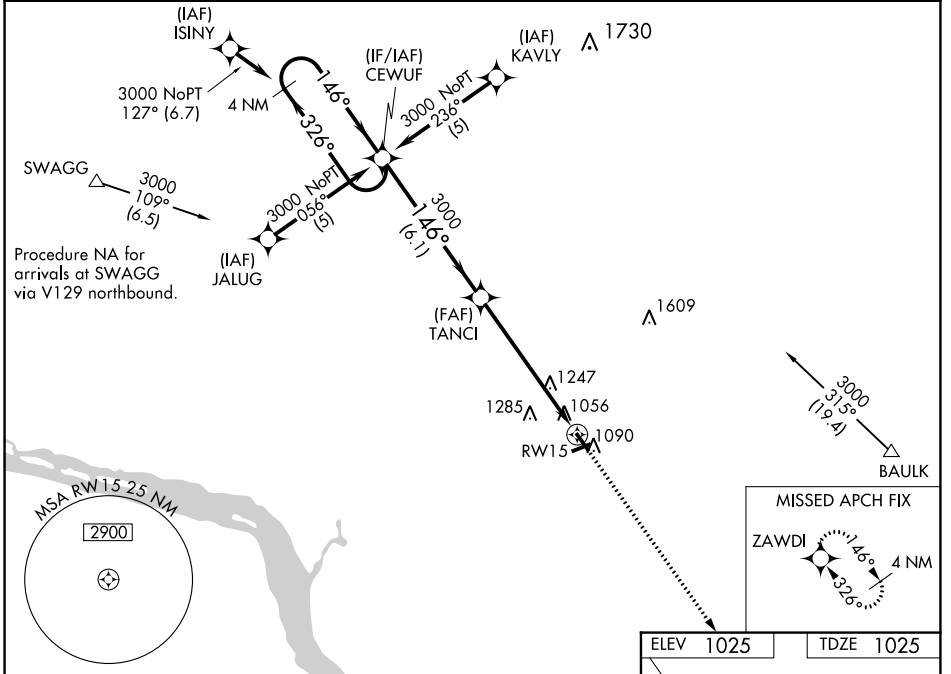 (IAF)
ISINY
3000 NoPT
127° (6.7)
4 NM
146°
326°
(IF/IAF)
CEWUF
(IAF)
KAVLY
1730
3000 NoPT
236°
(5)
SWAGG
3000
109°
(6.5)
3000 NoPT
056°
(5)
(IAF)
JALUG
Procedure NA for
arrivals at SWAGG
via V129 northbound.
3000
146°
(6.1)
(FAF)
TANCI
1609
1247
1285
1056
1090
RW15
3000
315°
(19.4)
BAULK
MSA RW15 25 NM
2900
MISSED APCH FIX
ZAWDI
146°
4 NM
326°
ELEV 1025
TDZE 1025